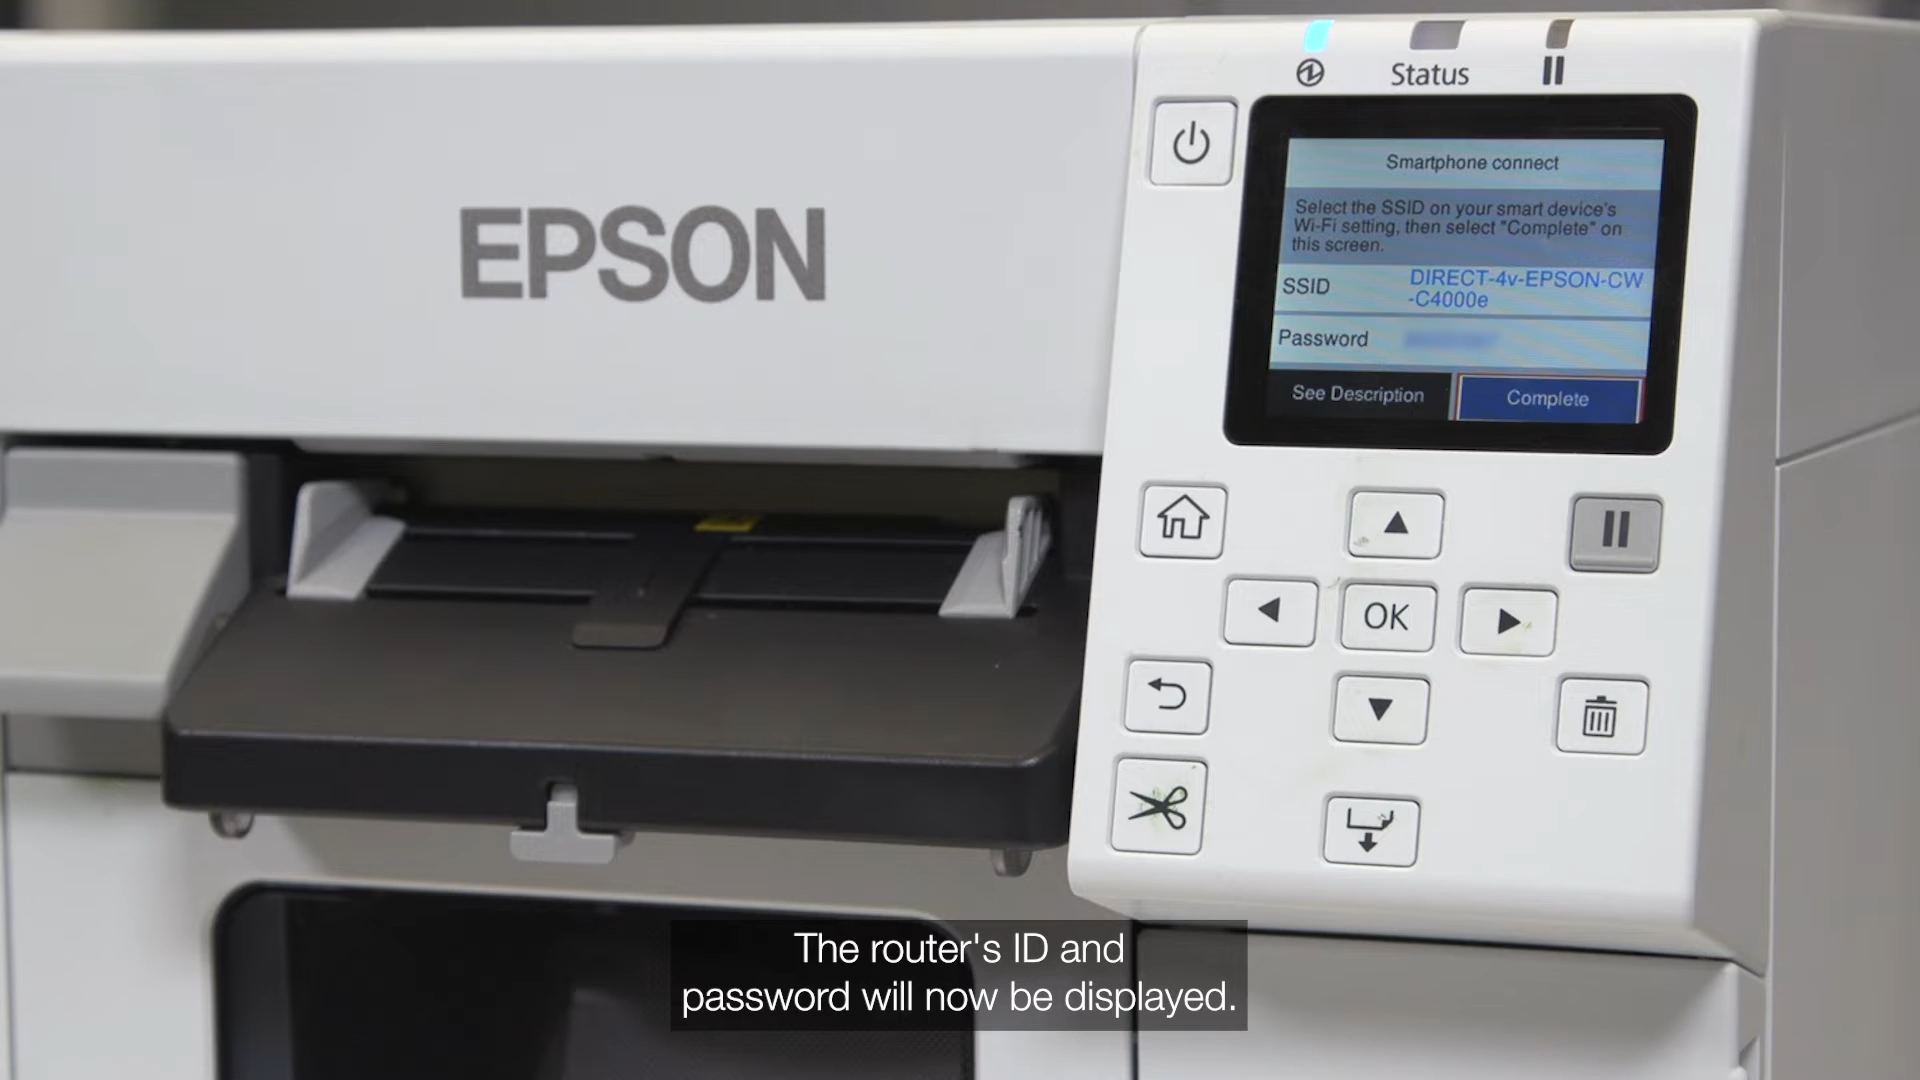 Status
EPSON
Smartphone connect
Select the SSID on your smart device's
Wi-Fi setting, then select "Complete" on
this screen.
SSID
DIRECT-4v-EPSON-CW
-C4000e
Password
See Description
Complete
OK
The router's ID and
password will now be displayed.